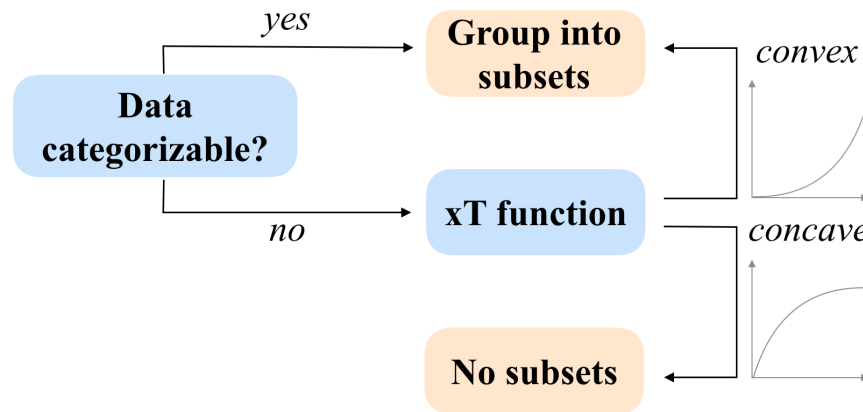 yes
Group into
subsets
convex
Data
categorizable?
xT function
no
concave
No subsets